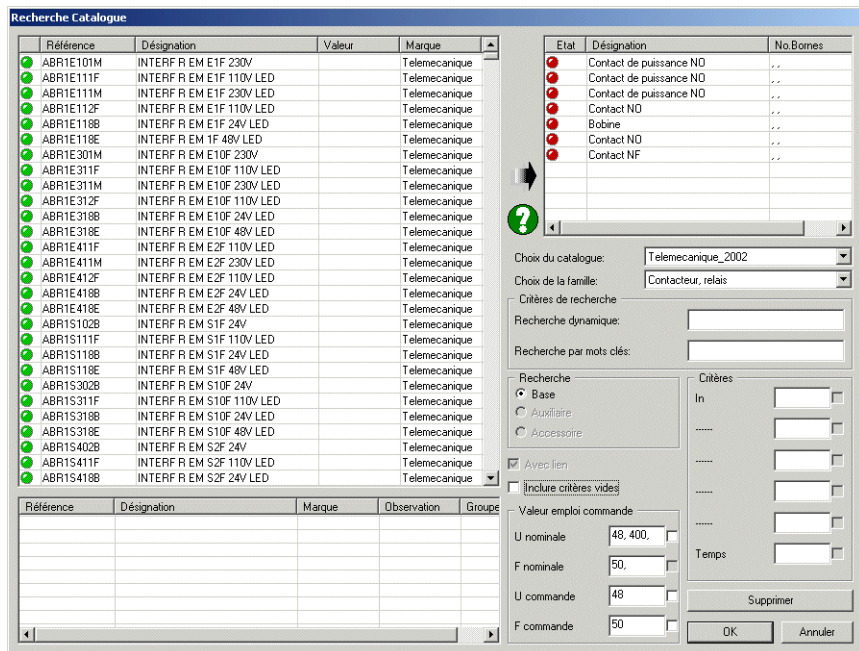 Recherche Catalogue
Référence Désignation Valeur Marque
ABR1E101M INTERF R EM E1F 230V Telemecanique
ABR1E111F INTERF R EM E1F 110V LED Telemecanique
ABR1E111M INTERF R EM E1F 230V LED Telemecanique
ABR1E112F INTERF R EM E1F 110V LED Telemecanique
ABR1E118B INTERF R EM E1F 24V LED Telemecanique
ABR1E118E INTERF R EM 1F 48V LED Telemecanique
ABR1E301M INTERF R EM E10F 230V Telemecanique
ABR1E311F INTERF R EM E10F 110V LED Telemecanique
ABR1E311M INTERF R EM E10F 230V LED Telemecanique
ABR1E312F INTERF R EM E10F 110V LED Telemecanique
ABR1E318B INTERF R EM E10F 24V LED Telemecanique
ABR1E318E INTERF R EM E10F 48V LED Telemecanique
ABR1E411F INTERF R EM E2F 110V LED Telemecanique
ABR1E411M INTERF R EM E2F 230V LED Telemecanique
ABR1E412F INTERF R EM E2F 110V LED Telemecanique
ABR1E418B INTERF R EM E2F 24V LED Telemecanique
ABR1E418E INTERF R EM E2F 48V LED Telemecanique
ABR1S102B INTERF R EM S1F 24V Telemecanique
ABR1S111F INTERF R EM S1F 110V LED Telemecanique
ABR1S118B INTERF R EM S1F 24V LED Telemecanique
ABR1S118E INTERF R EM S1F 48V LED Telemecanique
ABR1S302B INTERF R EM S10F 24V Telemecanique
ABR1S311F INTERF R EM S10F 110V LED Telemecanique
ABR1S318B INTERF R EM S10F 24V LED Telemecanique
ABR1S318E INTERF R EM S10F 48V LED Telemecanique
ABR1S402B INTERF R EM S2F 24V Telemecanique
ABR1S411F INTERF R EM S2F 110V LED Telemecanique
ABR1S418B INTERF R EM S2F 24V LED Telemecanique
Référence Désignation Marque Observation Groupe
Etat Désignation No.Bornes
Contact de puissance NO , ,
Contact de puissance NO , ,
Contact de puissance NO , ,
Contact NO , ,
Bobine , ,
Contact NO , ,
Contact NF , ,
?
Choix du catalogue: Telemecanique_2002
Choix de la famille: Contacteur, relais
Critères de recherche
Recherche dynamique:
Recherche par mots clés:
Recherche
Base
Auxiliaire
Accessoire
Avec lien
Inclure critères vides
Valeur emploi commande
U nominale 48, 400,
F nominale 50,
U commande 48
F commande 50
Critères
In
------
------
------
------
Temps
Supprimer
OK Annuler